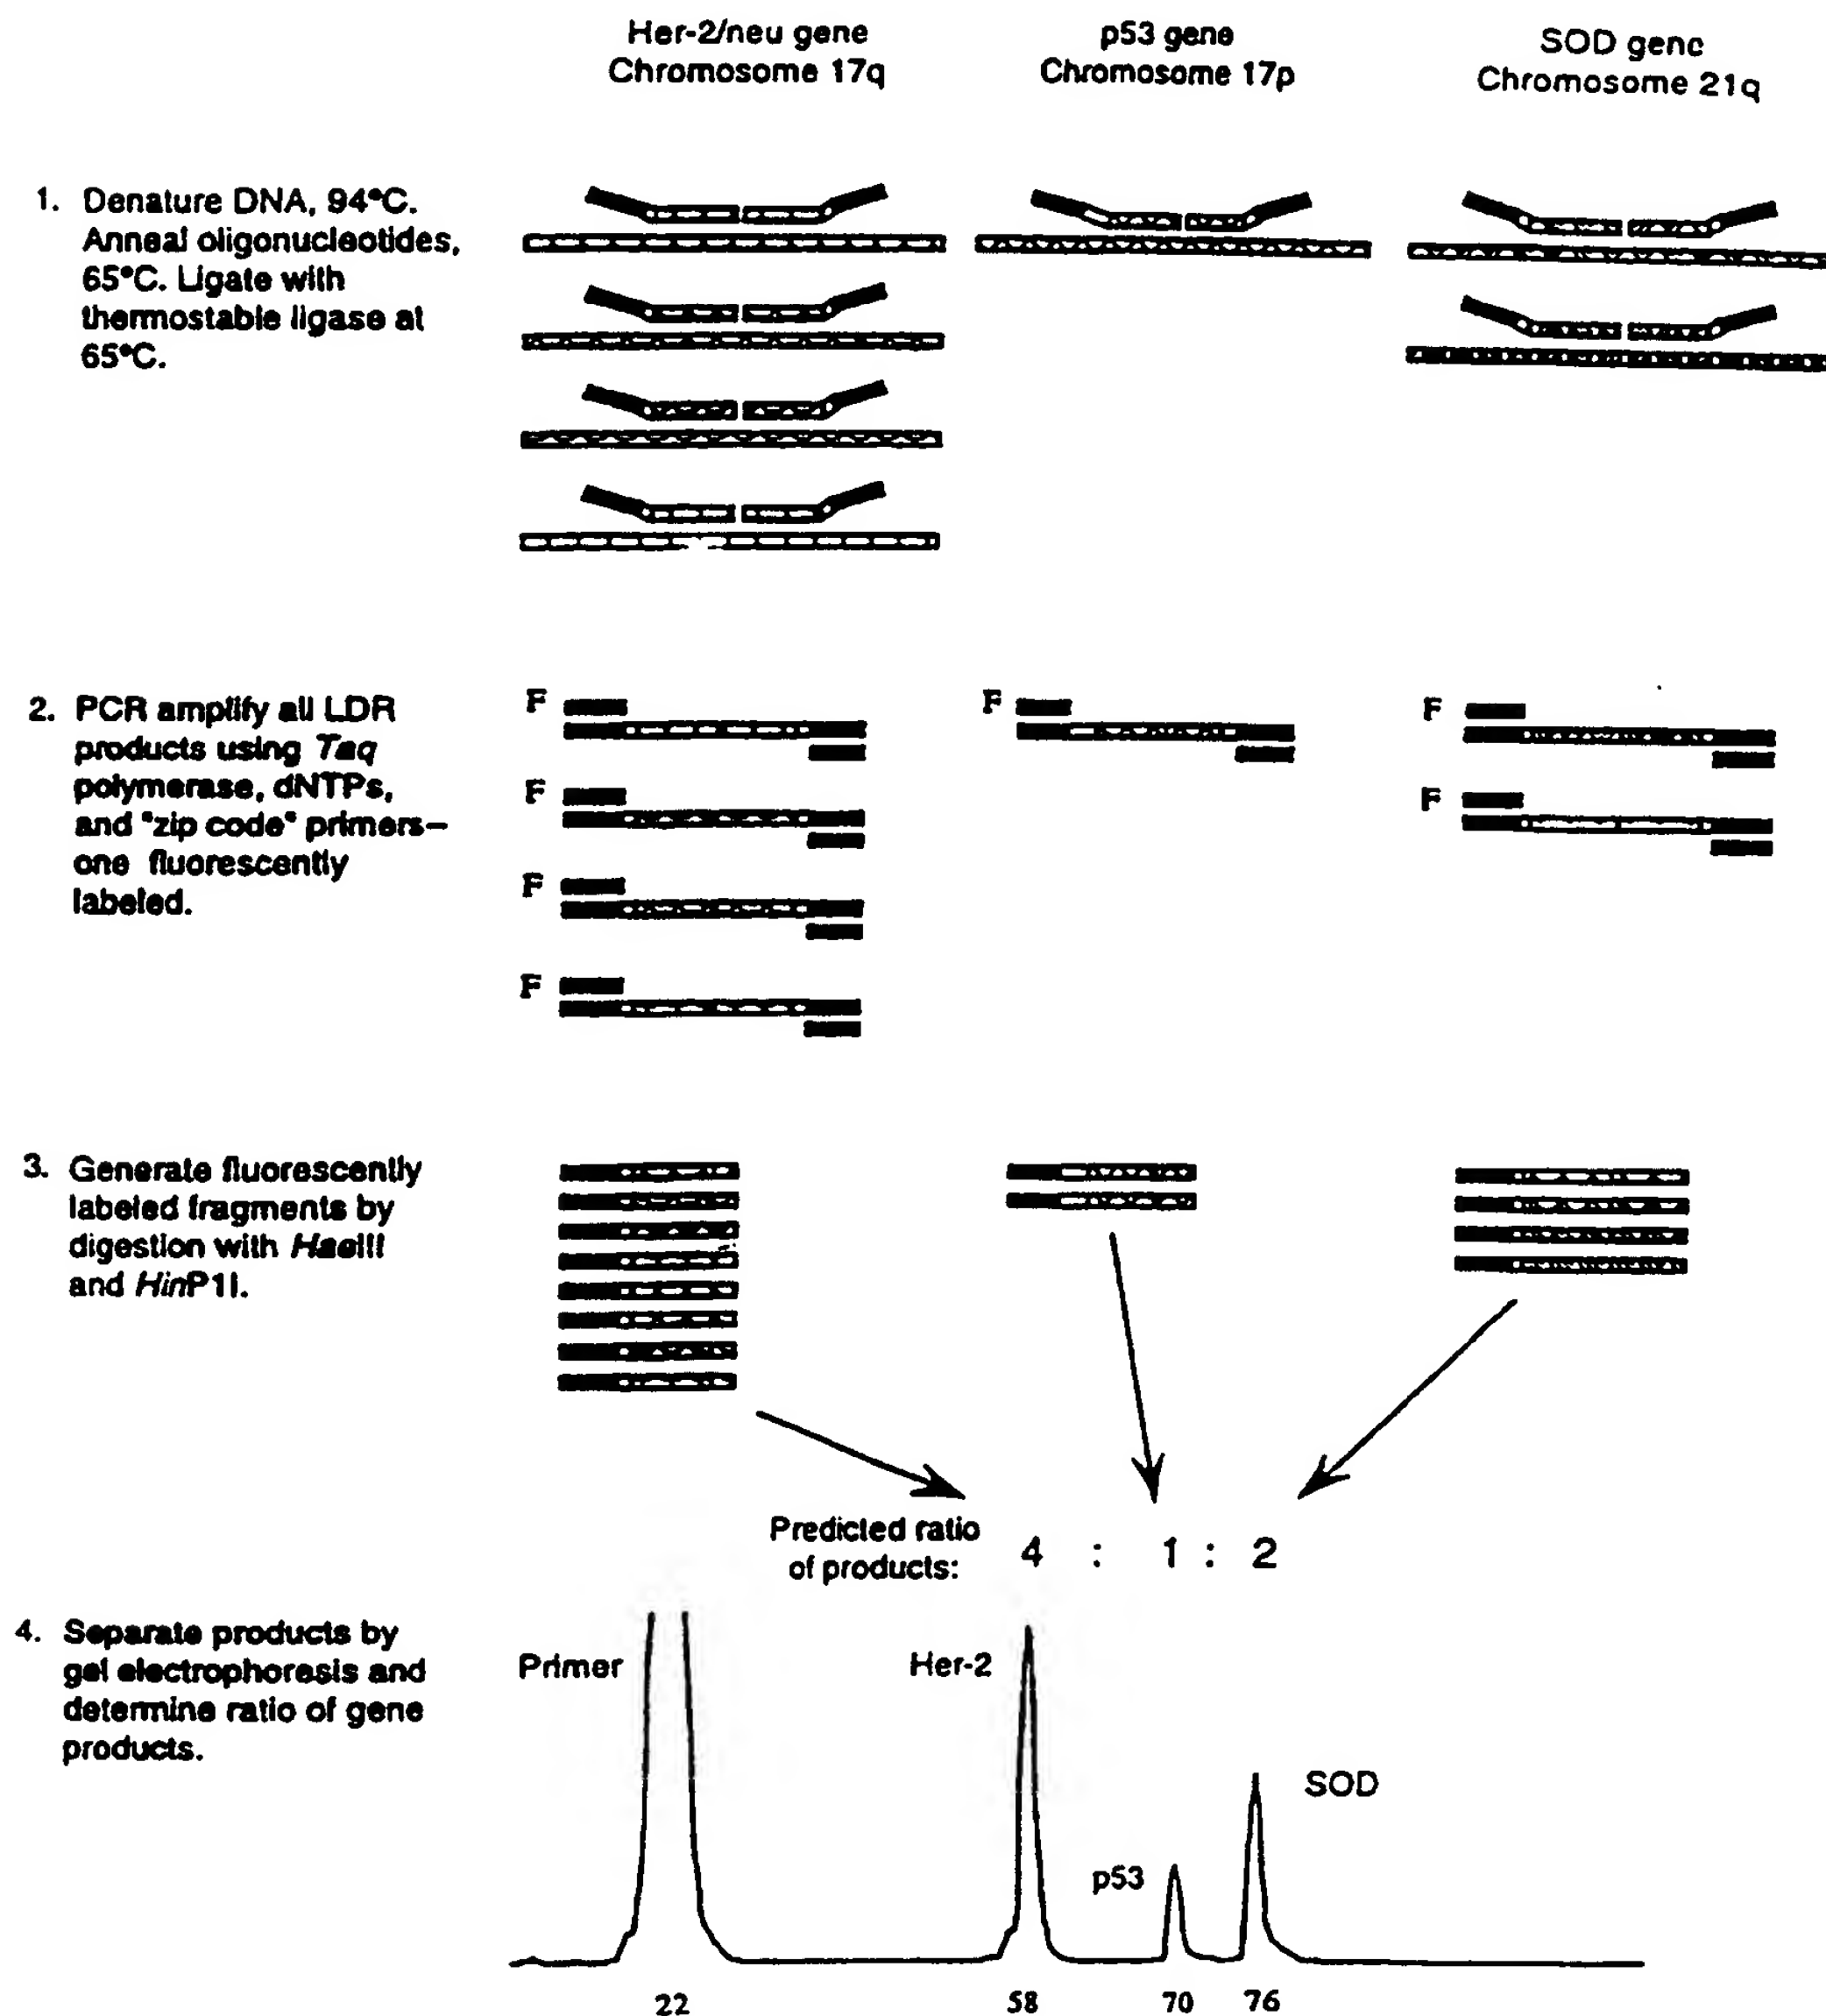 Her-2/neu gene
Chromosome 17q
p53 gene
Chromosome 17p
SOD gene
Chromosome 21q
1. Denature DNA, 94°C.
Anneal oligonucleotides,
65°C. Ligate with
thermostable ligase at
65°C.
2. PCR amplify all LDR
products using Taq
polymerase, dNTPs,
and "zip code" primers–
one fluorescently
labeled.
F
F
F
F
F
F
F
3. Generate fluorescently
labeled fragments by
digestion with HaeIII
and HinP1I.
Predicted ratio
of products:
4 : 1 : 2
4. Separate products by
gel electrophoresis and
determine ratio of gene
products.
Primer
Her-2
p53
SOD
22
58
70
76